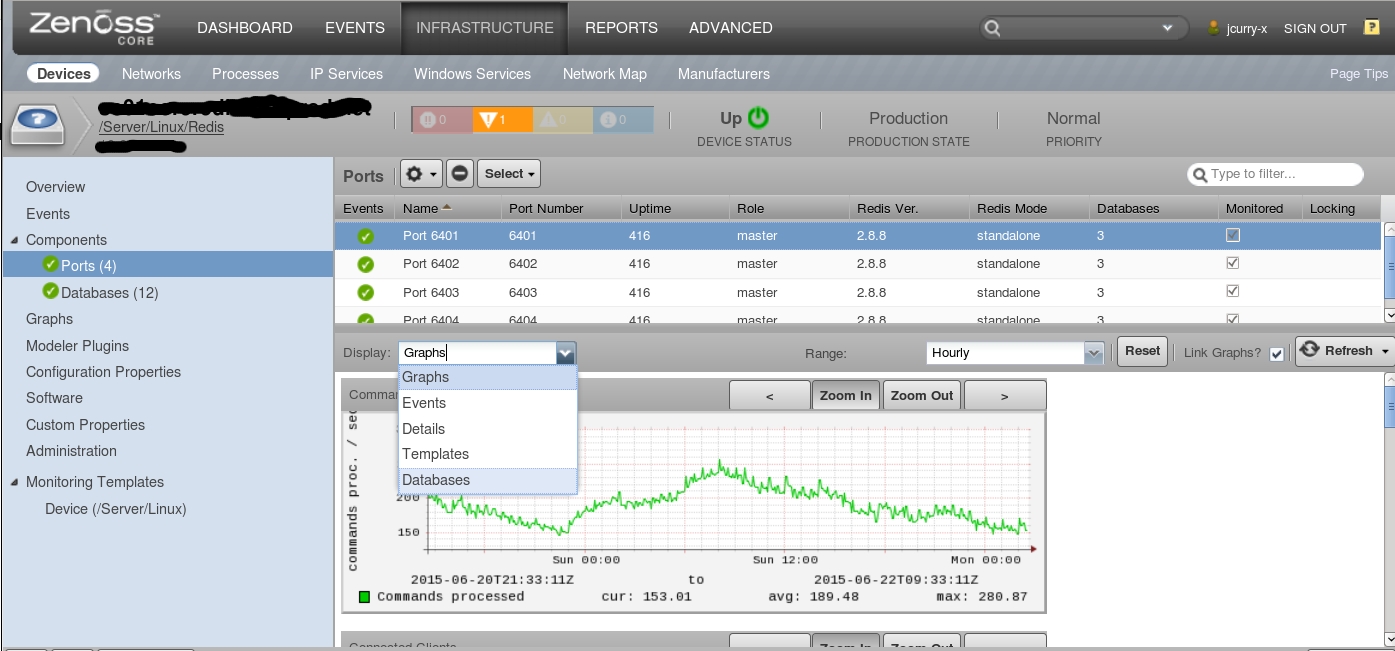 Zenoss CORE DASHBOARD EVENTS INFRASTRUCTURE REPORTS ADVANCED jcurry-x SIGN OUT ?
Devices Networks Processes IP Services Windows Services Network Map Manufacturers Page Tips
/Server/Linux/Redis
0 1 0 0
Up Production Normal
DEVICE STATUS PRODUCTION STATE PRIORITY
Overview
Events
Components
Ports (4)
Databases (12)
Graphs
Modeler Plugins
Configuration Properties
Software
Custom Properties
Administration
Monitoring Templates
Device (/Server/Linux)
Ports Select Type to filter...
Events Name Port Number Uptime Role Redis Ver. Redis Mode Databases Monitored Locking
Port 6401 6401 416 master 2.8.8 standalone 3
Port 6402 6402 416 master 2.8.8 standalone 3
Port 6403 6403 416 master 2.8.8 standalone 3
Port 6404 6404 416 master 2.8.8 standalone 3
Display: Graphs Range: Hourly Reset Link Graphs? Refresh
Graphs
Events
Details
Templates
Databases
< Zoom In Zoom Out >
commands proc. / sec
200
150
Sun 00:00 Sun 12:00 Mon 00:00
2015-06-20T21:33:11Z to 2015-06-22T09:33:11Z
Commands processed cur: 153.01 avg: 189.48 max: 280.87
Connected Clients Zoom In Zoom Out